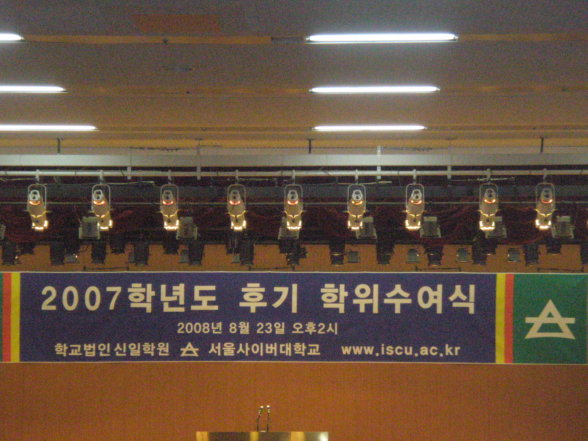 2007학년도 후기 학위수여식
2008년 8월 23일 오후2시
학교법인신일학원 서울사이버대학교 www.iscu.ac.kr